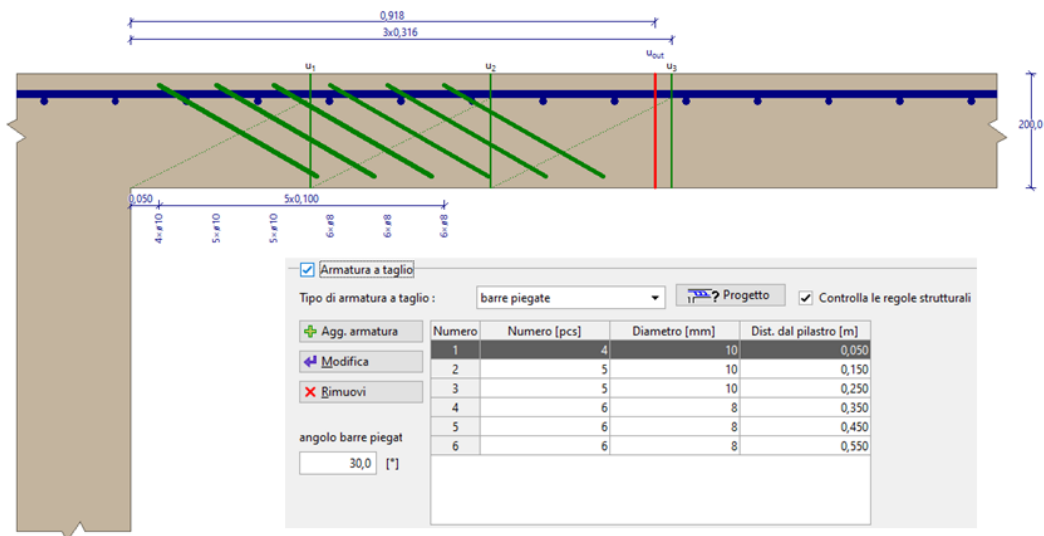 0,918
3x0,316
u1
u2
uout
u3
200,0
0,050
5x0,100
4×ø10
5×ø10
5×ø10
6×ø8
6×ø8
6×ø8
Armatura a taglio
Tipo di armatura a taglio :
barre piegate
? Progetto
Controlla le regole strutturali
Agg. armatura
Modifica
Rimuovi
angolo barre piegat
30,0 [°]
Numero Numero [pcs] Diametro [mm] Dist. dal pilastro [m]
1 4 10 0,050
2 5 10 0,150
3 5 10 0,250
4 6 8 0,350
5 6 8 0,450
6 6 8 0,550